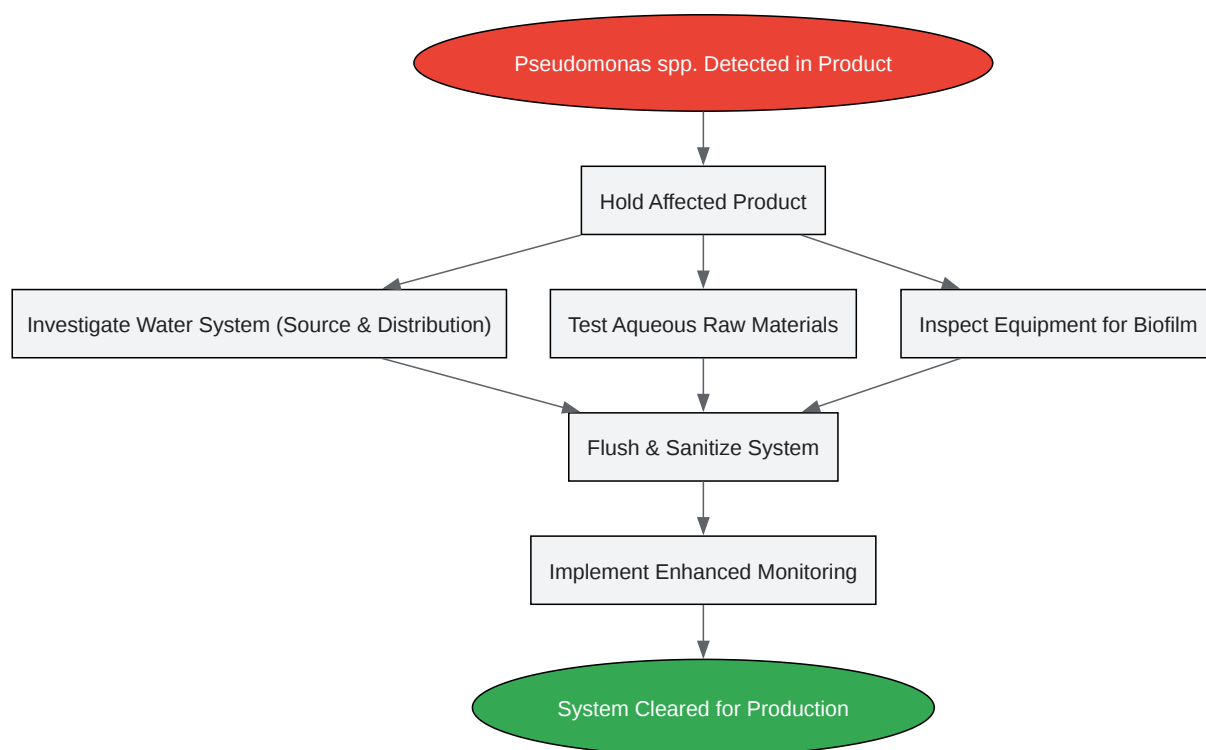 Pseudomonas spp. Detected in Product
Hold Affected Product
Investigate Water System (Source & Distribution)
Test Aqueous Raw Materials
Inspect Equipment for Biofilm
Flush & Sanitize System
Implement Enhanced Monitoring
System Cleared for Production